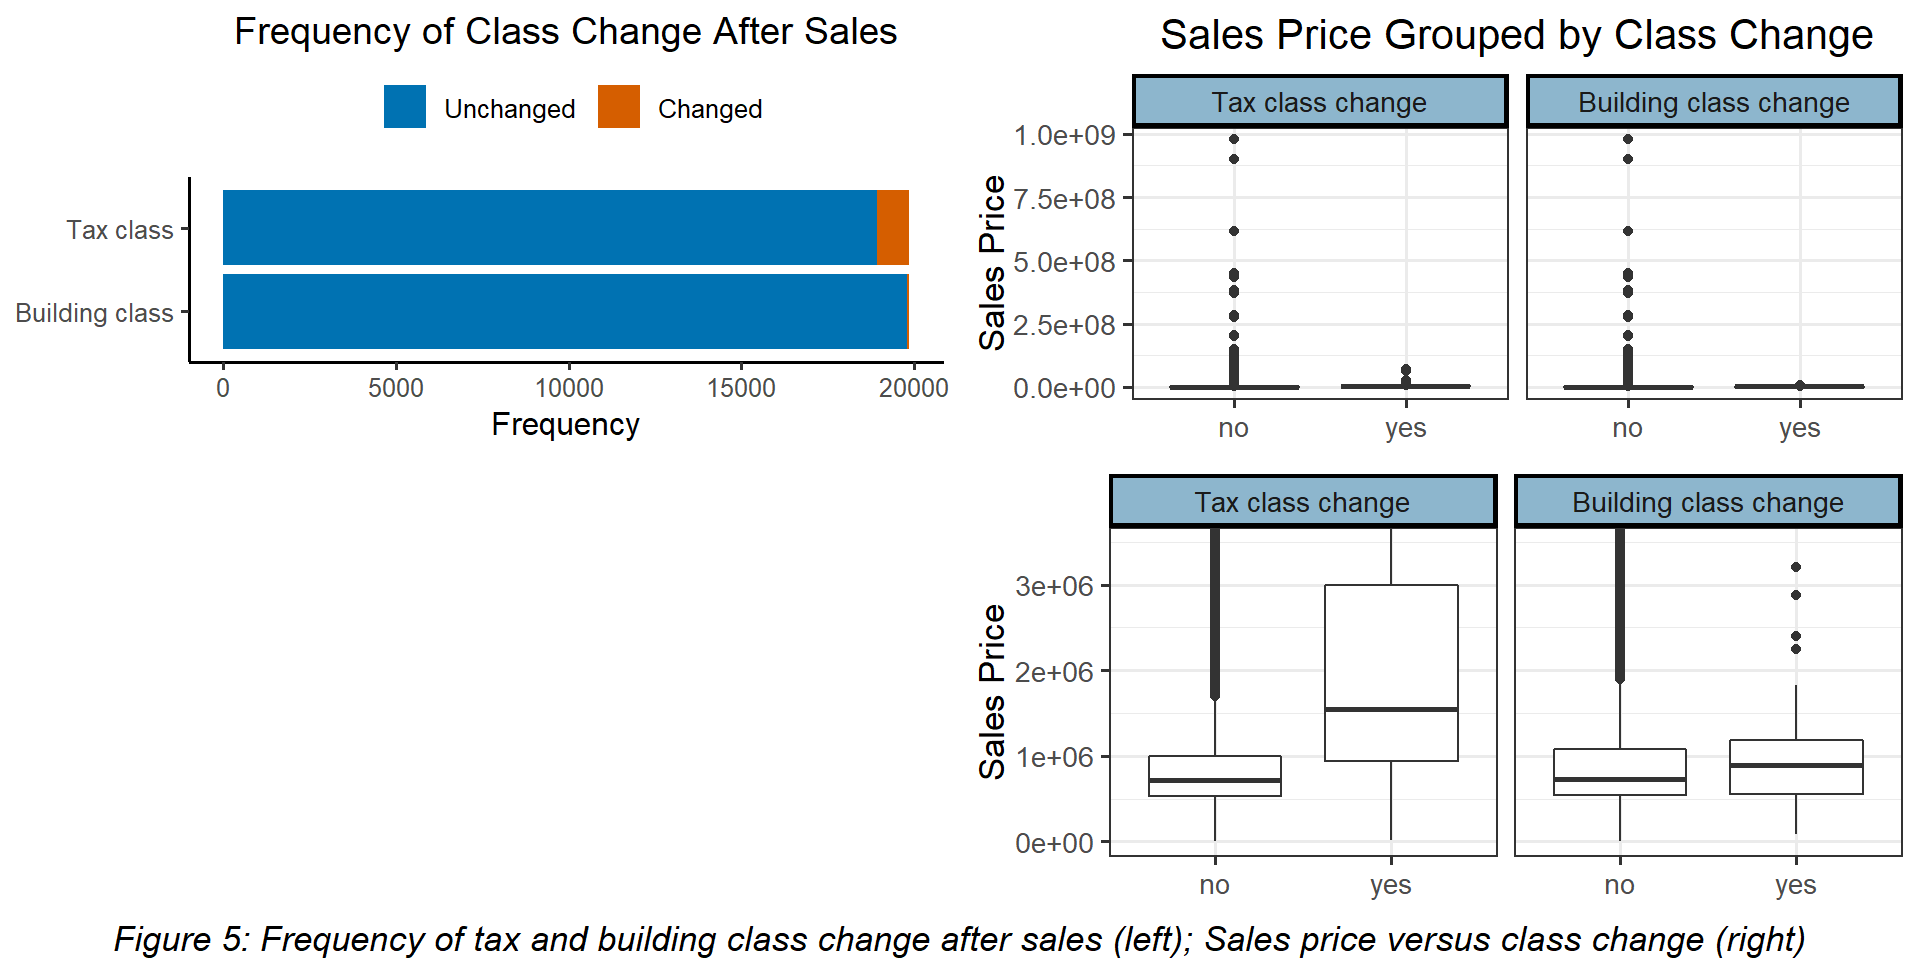 Frequency of Class Change After Sales
Unchanged
Changed
Tax class
Building class
0
5000
10000
15000
20000
Frequency
Sales Price Grouped by Class Change
Tax class change
Building class change
Sales Price
1.0e+09
7.5e+08
5.0e+08
2.5e+08
0.0e+00
no
yes
no
yes
Tax class change
Building class change
Sales Price
3e+06
2e+06
1e+06
0e+00
no
yes
no
yes
Figure 5: Frequency of tax and building class change after sales (left); Sales price versus class change (right)